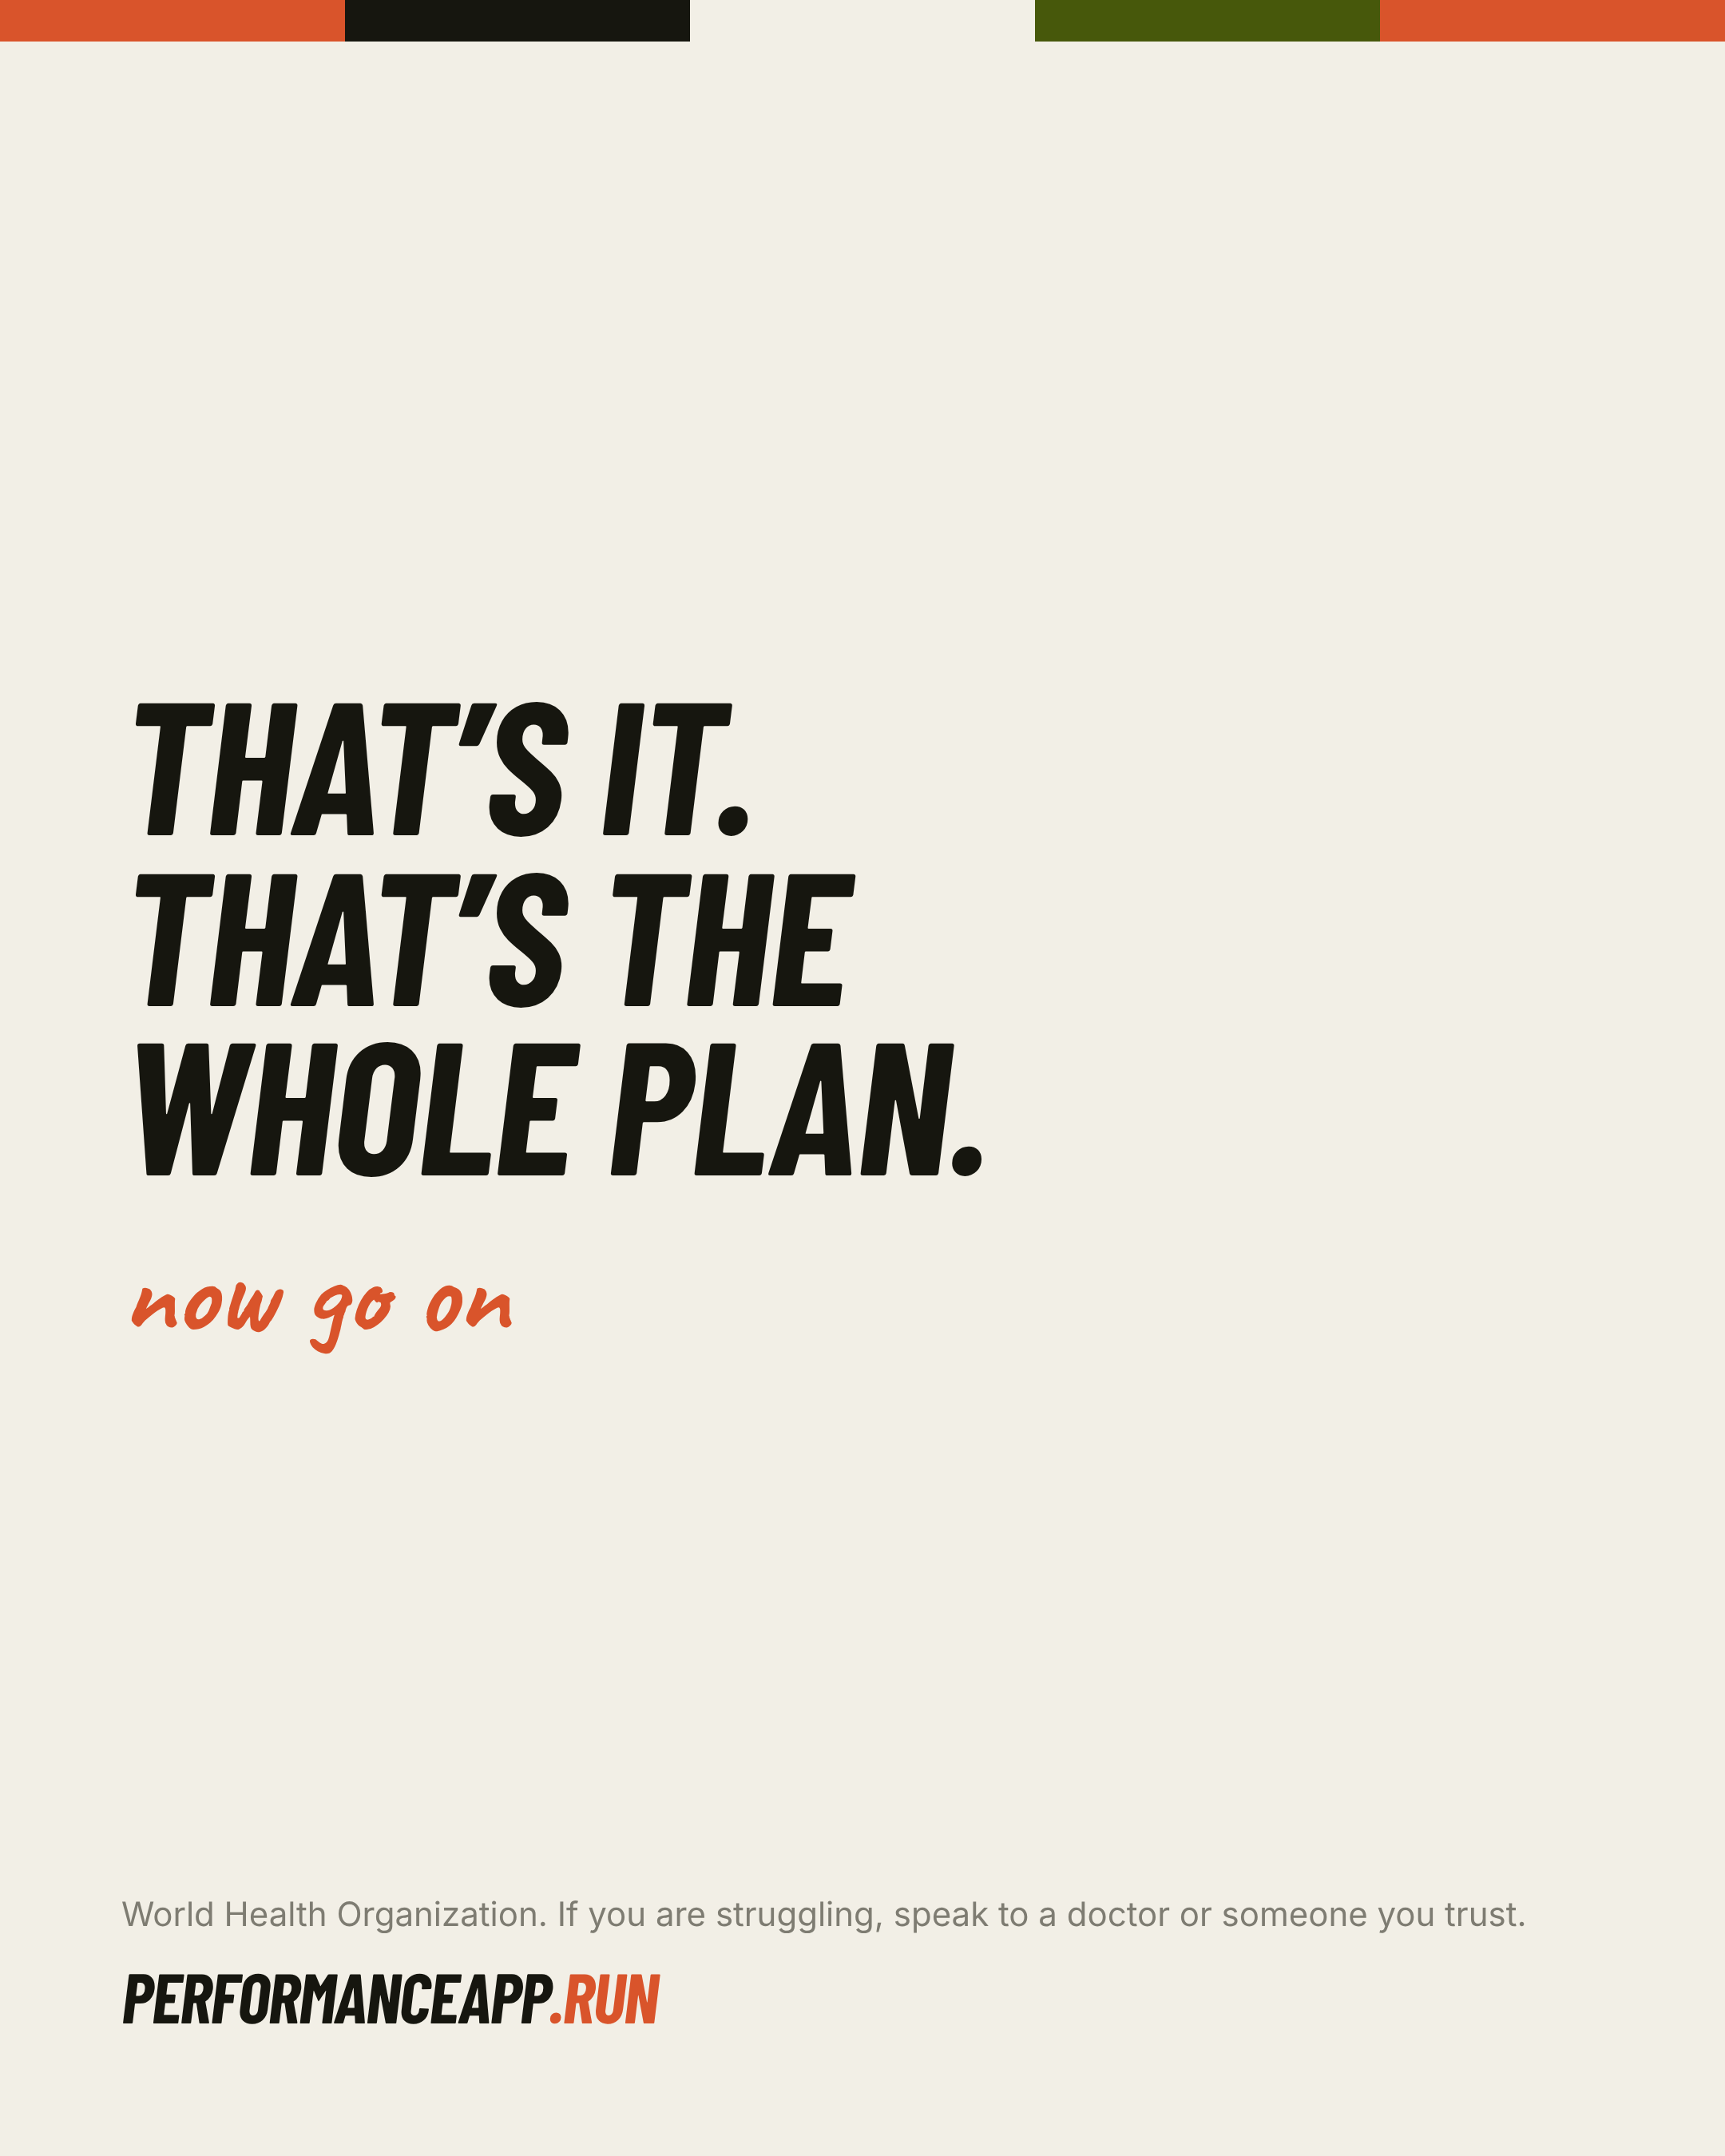 THAT’S IT.
THAT’S THE
WHOLE PLAN.
now go on
World Health Organization. If you are struggling, speak to a doctor or someone you trust.
PERFORMANCEAPP.RUN